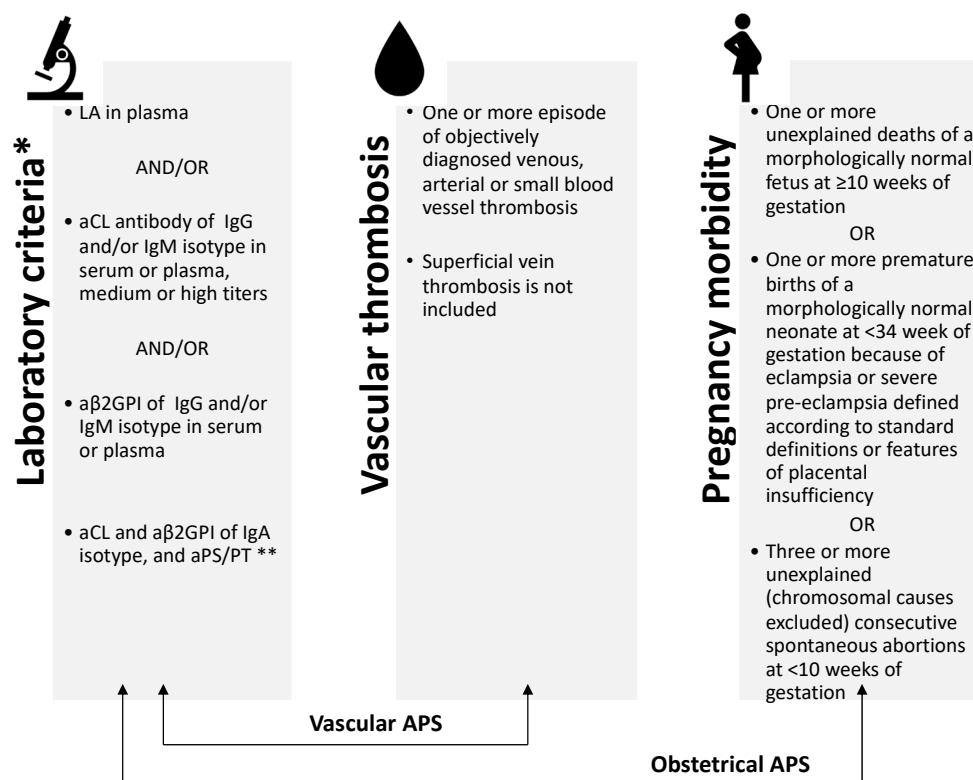 Laboratory criteria*
• LA in plasma
AND/OR
• aCL antibody of IgG
and/or IgM isotype in
serum or plasma,
medium or high titers
AND/OR
• aβ2GPI of IgG and/or
IgM isotype in serum
or plasma
• aCL and aβ2GPI of IgA
isotype, and aPS/PT **
Vascular thrombosis
• One or more episode
of objectively
diagnosed venous,
arterial or small blood
vessel thrombosis
• Superficial vein
thrombosis is not
included
Pregnancy morbidity
• One or more
unexplained deaths of a
morphologically normal
fetus at ≥10 weeks of
gestation
OR
• One or more premature
births of a
morphologically normal
neonate at <34 week of
gestation because of
eclampsia or severe
pre-eclampsia defined
according to standard
definitions or features
of placental
insufficiency
OR
• Three or more
unexplained
(chromosomal causes
excluded) consecutive
spontaneous abortions
at <10 weeks of
gestation
Vascular APS
Obstetrical APS